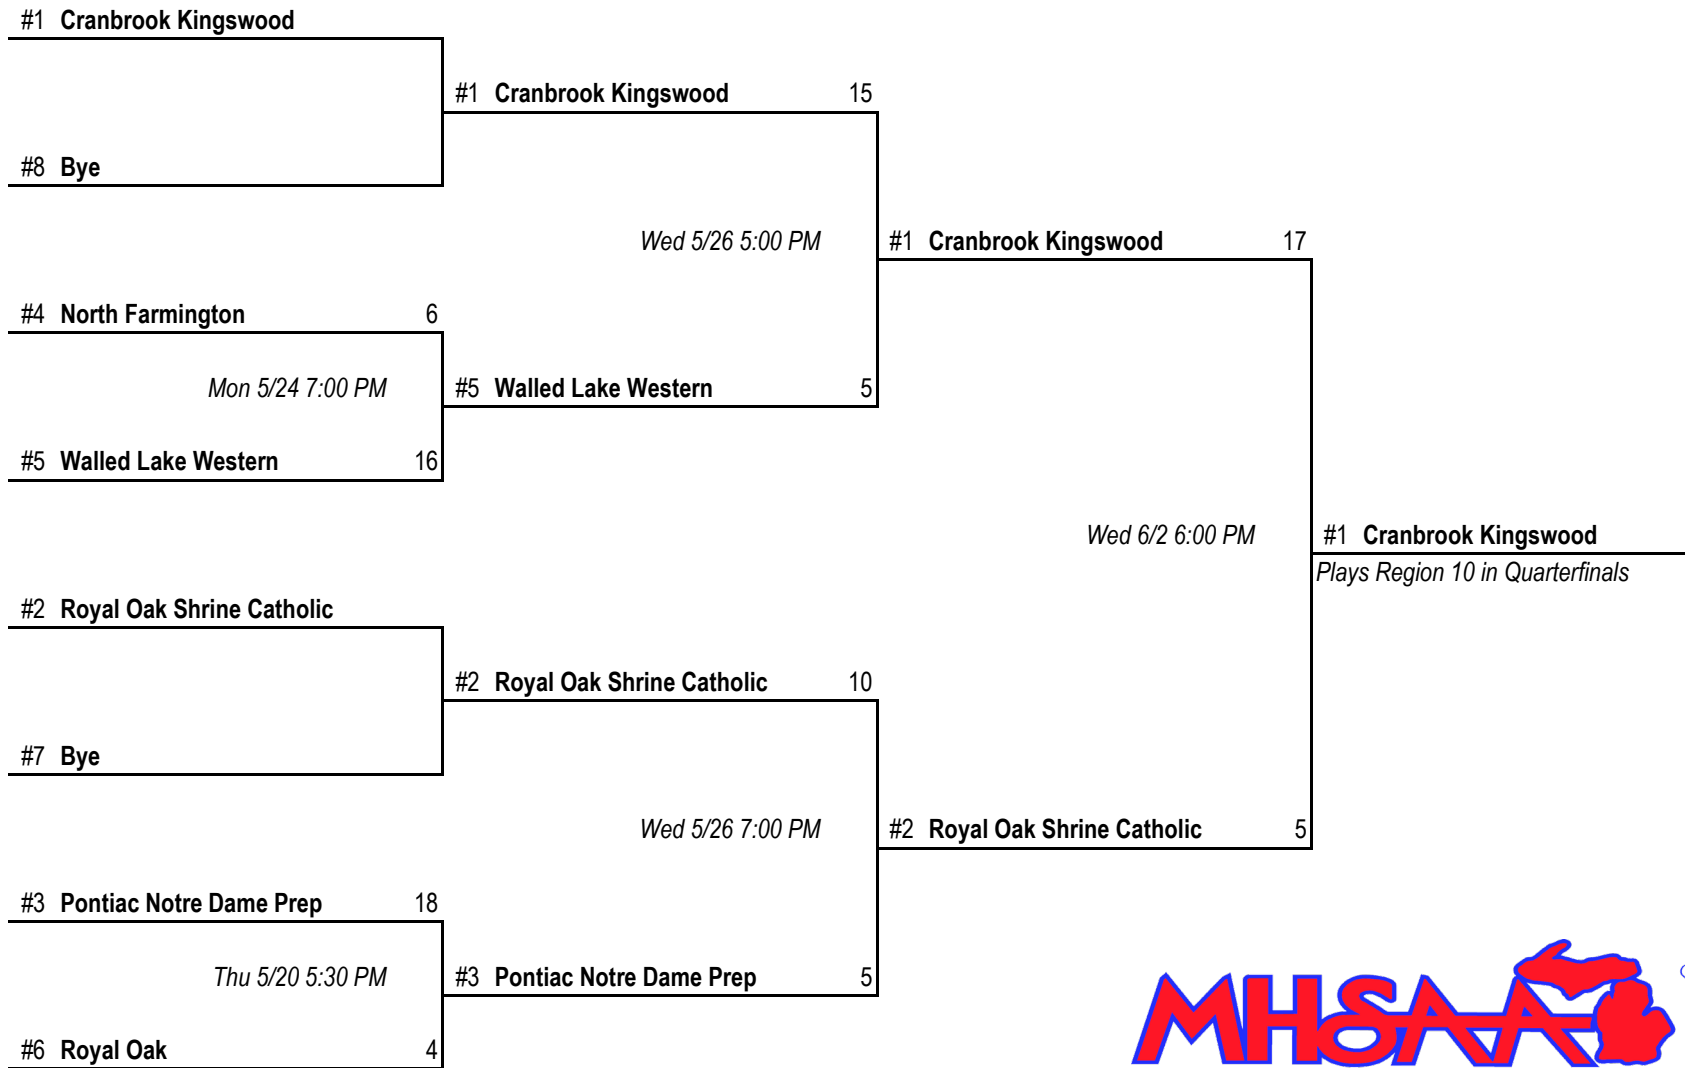 #1 Cranbrook Kingswood
#1 Cranbrook Kingswood 15
#8 Bye
Wed 5/26 5:00 PM
#1 Cranbrook Kingswood 17
#4 North Farmington 6
Mon 5/24 7:00 PM
#5 Walled Lake Western 5
#5 Walled Lake Western 16
Wed 6/2 6:00 PM
#1 Cranbrook Kingswood
Plays Region 10 in Quarterfinals
#2 Royal Oak Shrine Catholic
#2 Royal Oak Shrine Catholic 10
#7 Bye
Wed 5/26 7:00 PM
#2 Royal Oak Shrine Catholic 5
#3 Pontiac Notre Dame Prep 18
Thu 5/20 5:30 PM
#3 Pontiac Notre Dame Prep 5
#6 Royal Oak 4
MHSAA